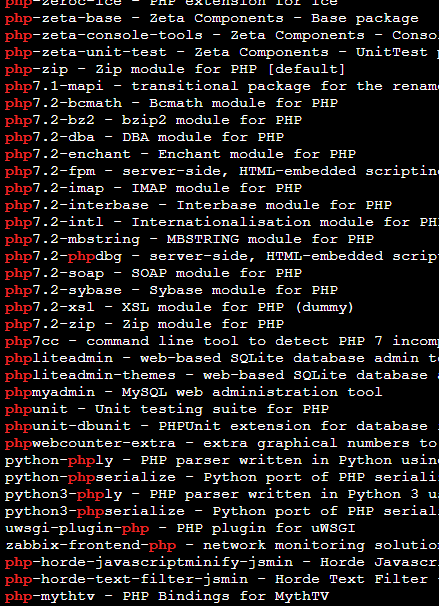 php-zeroc-ice - PHP extension for Ice
php-zeta-base - Zeta Components - Base package
php-zeta-console-tools - Zeta Components - Conso
php-zeta-unit-test - Zeta Components - UnitTest p
php-zip - Zip module for PHP [default]
php7.1-mapi - transitional package for the rename
php7.2-bcmath - Bcmath module for PHP
php7.2-bz2 - bzip2 module for PHP
php7.2-dba - DBA module for PHP
php7.2-enchant - Enchant module for PHP
php7.2-fpm - server-side, HTML-embedded scripting
php7.2-imap - IMAP module for PHP
php7.2-interbase - Interbase module for PHP
php7.2-intl - Internationalisation module for PHP
php7.2-mbstring - MBSTRING module for PHP
php7.2-phpdbg - server-side, HTML-embedded script
php7.2-soap - SOAP module for PHP
php7.2-sybase - Sybase module for PHP
php7.2-xsl - XSL module for PHP (dummy)
php7.2-zip - Zip module for PHP
php7cc - command line tool to detect PHP 7 incomp
phpliteadmin - web-based SQLite database admin to
phpliteadmin-themes - web-based SQLite database a
phpmyadmin - MySQL web administration tool
phpunit - Unit testing suite for PHP
phpunit-dbunit - PHPUnit extension for database
phpwebcounter-extra - extra graphical numbers to
python-phply - PHP parser written in Python using
python-phpserialize - Python port of PHP serial
python3-phply - PHP parser written in Python 3 u
python3-phpserialize - Python port of PHP serial
uwsgi-plugin-php - PHP plugin for uWSGI
zabbix-frontend-php - network monitoring solution
php-horde-javascriptminify-jsmin - Horde Javascr
php-horde-text-filter-jsmin - Horde Text Filter -
php-mythtv - PHP Bindings for MythTV